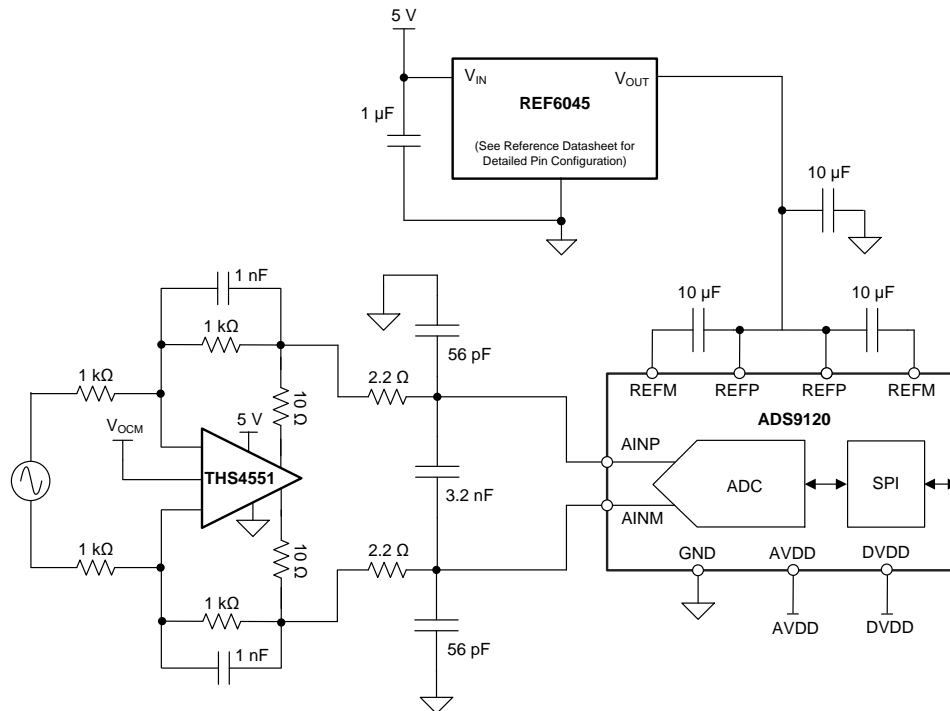 5 V
V_IN
V_OUT
REF6045
1 µF
(See Reference Datasheet for
Detailed Pin Configuration)
10 µF
1 nF
10 µF
10 µF
1 kΩ
56 pF
1 kΩ
2.2 Ω
REFM
REFP
REFP
REFM
10 Ω
ADS9120
V_OCM
5 V
AINP
THS4551
3.2 nF
ADC
SPI
AINM
1 kΩ
10 Ω
2.2 Ω
GND
AVDD
DVDD
1 kΩ
56 pF
AVDD
DVDD
1 nF